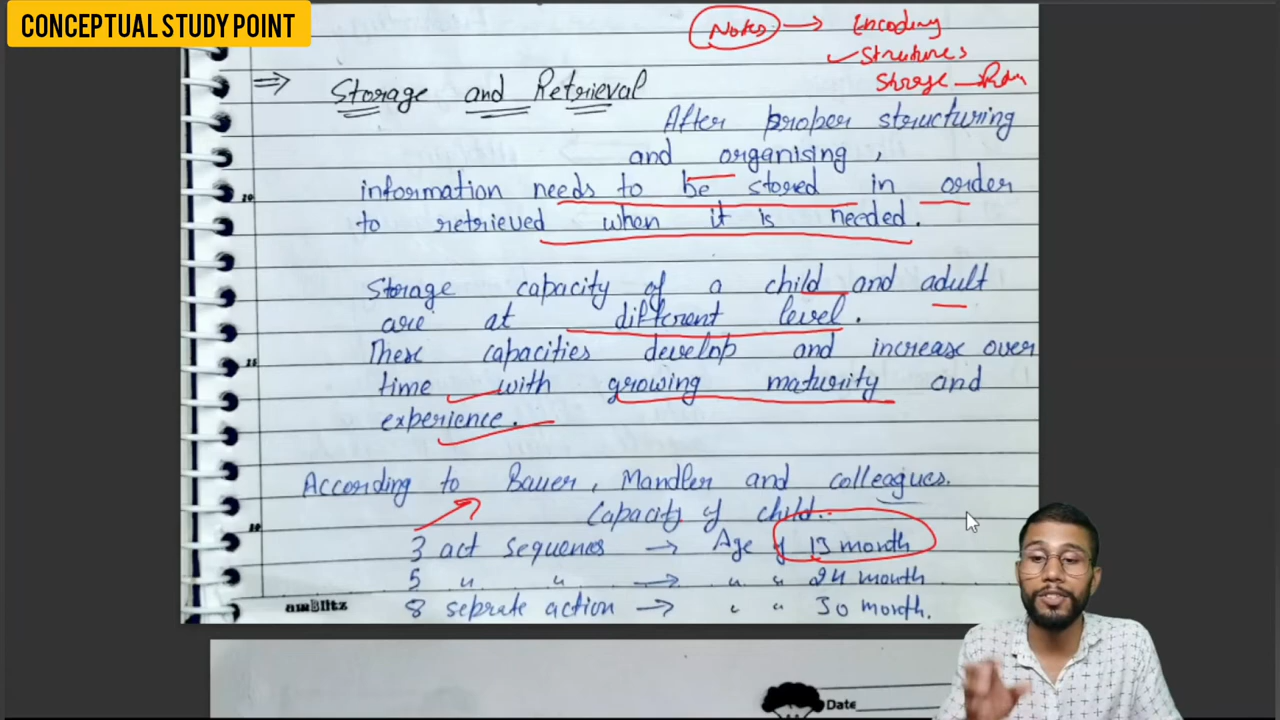 CONCEPTUAL STUDY POINT
Notes → Encoding
✓ Structures
Storage →
⇒ Storage and Retrieval
After proper structuring
and organising,
information needs to be stored in order
to retrieved when it is needed.
Storage capacity of a child and adult
are at different level.
These capacities develop and increase over
time with growing maturity and
experience.
According to Bauer, Mandler and colleagues.
Capacity of child.
3 act sequences → Age of 13 month
5 " " → " " 24 month
8 seprate action → " " 30 month.
Date